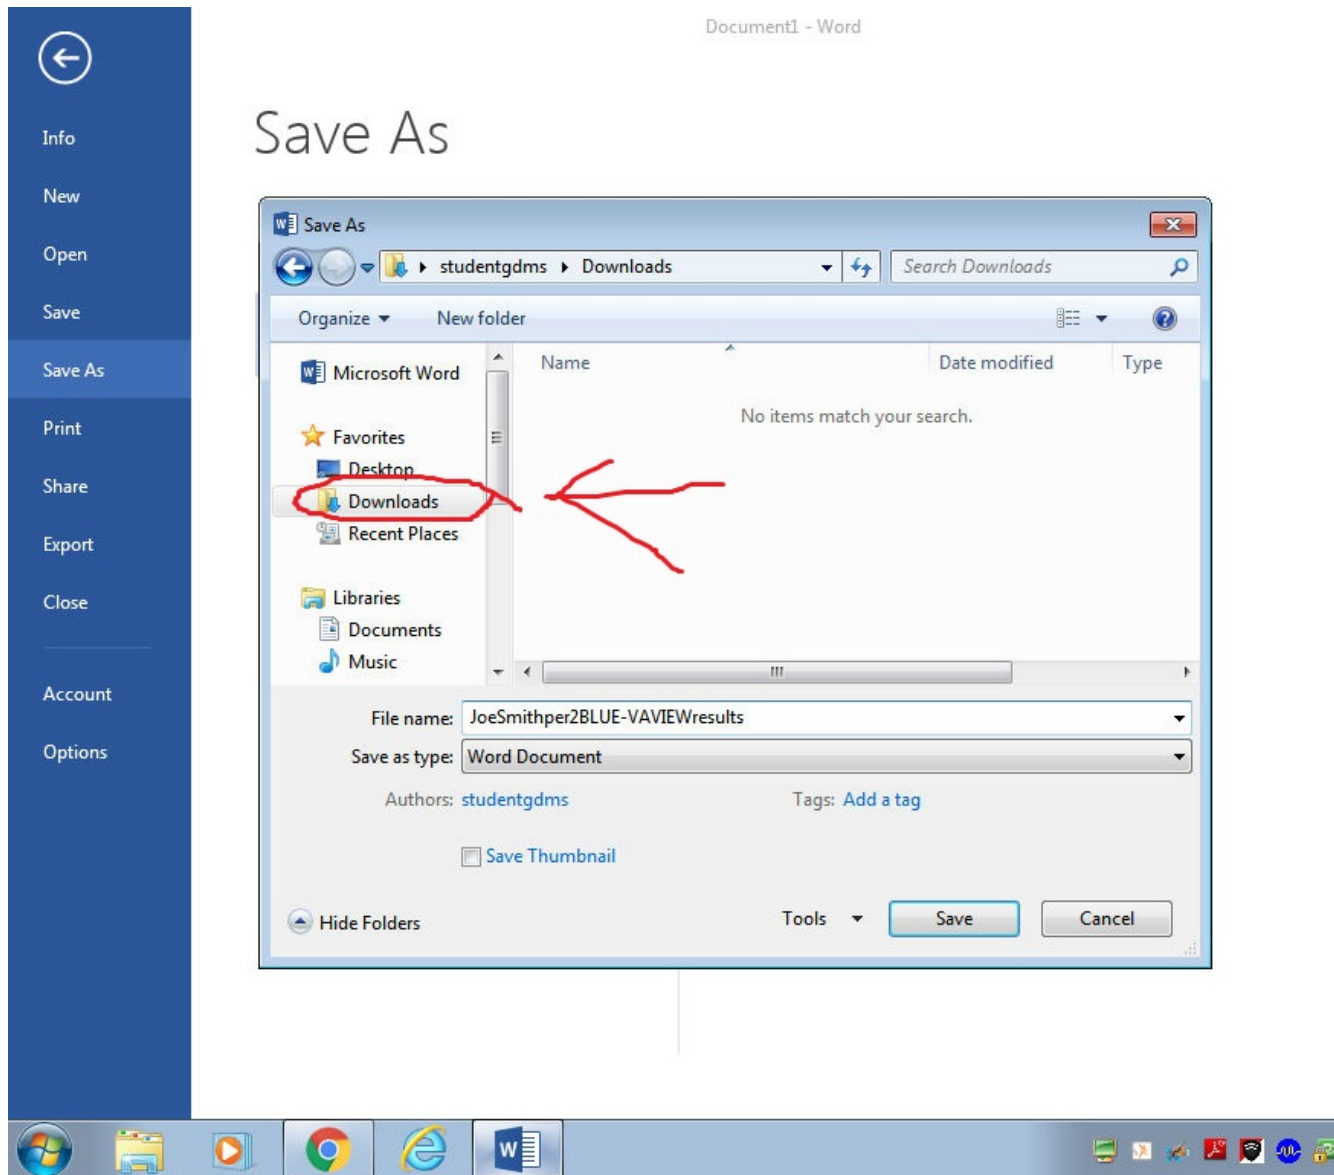 Document1 - Word
Info
New
Open
Save
Save As
Print
Share
Export
Close
Account
Options
Save As
Save As
studentgdms Downloads
Search Downloads
Organize New folder
Microsoft Word
Favorites
Desktop
Downloads
Recent Places
Libraries
Documents
Music
Name Date modified Type
No items match your search.
File name: JoeSmithper2BLUE-VAVIEWresults
Save as type: Word Document
Authors: studentgdms Tags: Add a tag
Save Thumbnail
Hide Folders Tools Save Cancel